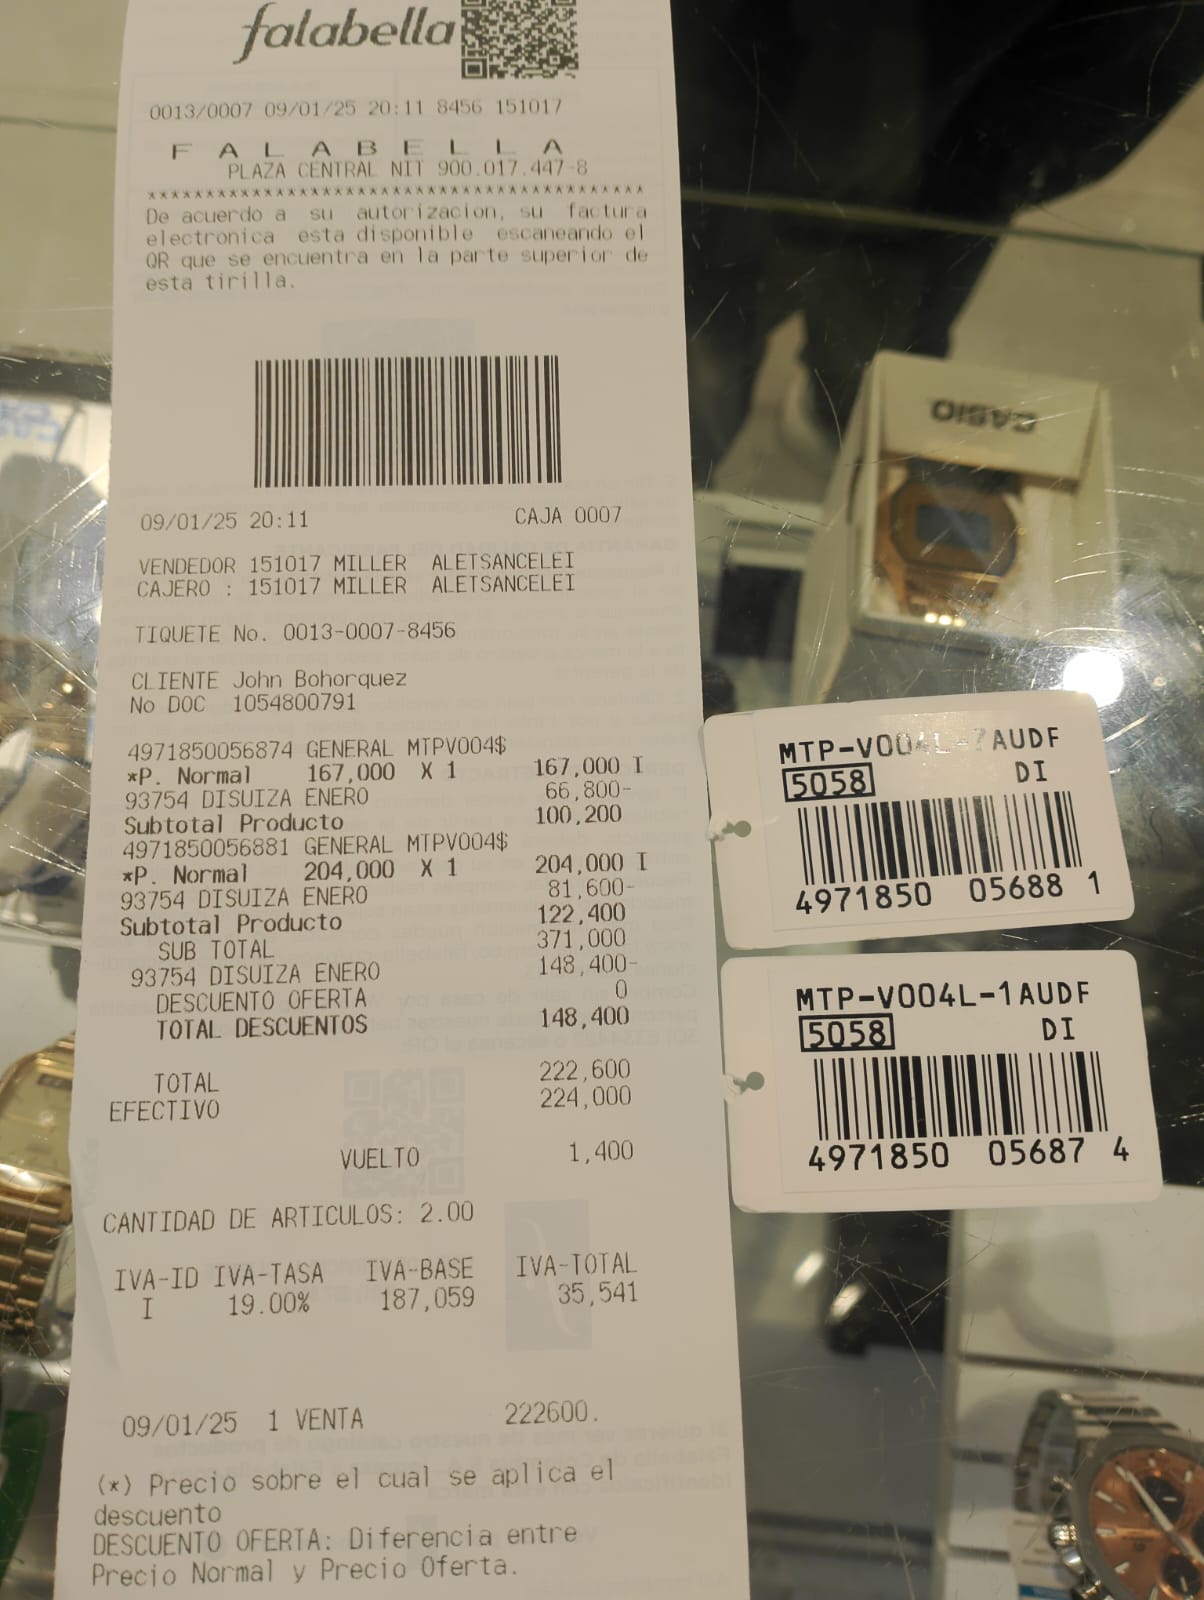 falabella
0013/0007 09/01/25 20:11 8456 151017
F A L A B E L L A
PLAZA CENTRAL NIT 900.017.447-8
******************************************
De acuerdo a su autorizacion, su factura
electronica esta disponible escaneando el
QR que se encuentra en la parte superior de
esta tirilla.
09/01/25 20:11 CAJA 0007
VENDEDOR 151017 MILLER ALETSANCELEI
CAJERO : 151017 MILLER ALETSANCELEI
TIQUETE No. 0013-0007-8456
CLIENTE John Bohorquez
No DOC 1054800791
4971850056874 GENERAL MTPV004$
*P. Normal 167,000 X 1 167,000 I
93754 DISUIZA ENERO 66,800-
Subtotal Producto 100,200
4971850056881 GENERAL MTPV004$
*P. Normal 204,000 X 1 204,000 I
93754 DISUIZA ENERO 81,600-
Subtotal Producto 122,400
SUB TOTAL 371,000
93754 DISUIZA ENERO 148,400-
DESCUENTO OFERTA 0
TOTAL DESCUENTOS 148,400
TOTAL 222,600
EFECTIVO 224,000
VUELTO 1,400
CANTIDAD DE ARTICULOS: 2.00
IVA-ID IVA-TASA IVA-BASE IVA-TOTAL
I 19.00% 187,059 35,541
09/01/25 1 VENTA 222600.
(*) Precio sobre el cual se aplica el
descuento
DESCUENTO OFERTA: Diferencia entre
Precio Normal y Precio Oferta.
CASIO
MTP-V004L-7AUDF
5058 DI
4971850 05688 1
MTP-V004L-1AUDF
5058 DI
4971850 05687 4